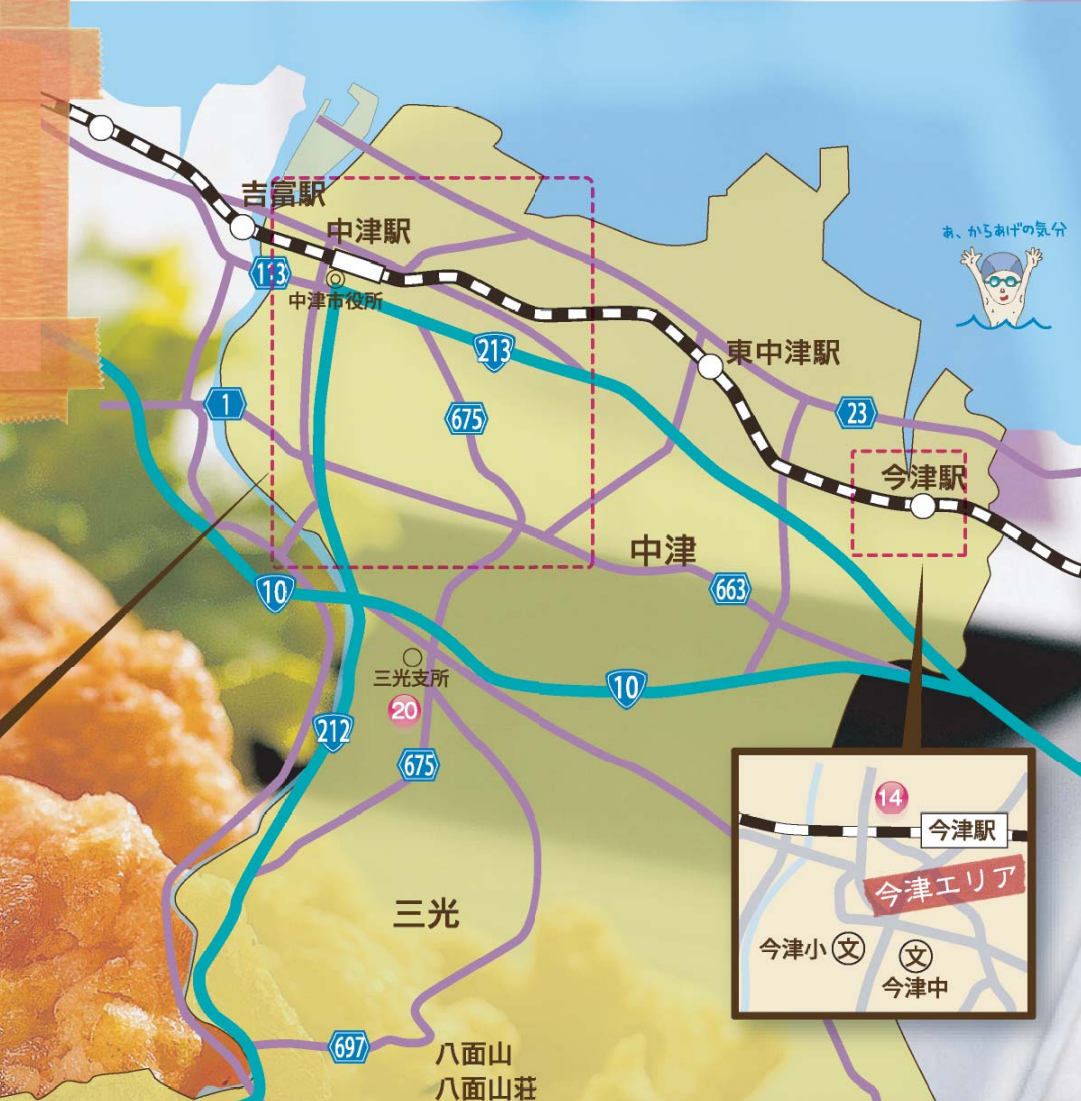 吉富駅
中津駅
あ、からあげの気分
113
中津市役所
213
東中津駅
1
675
23
今津駅
中津
10
663
三光支所
10
20
212
675
14
今津駅
今津エリア
三光
今津小
文
文
今津中
697
八面山
八面山荘